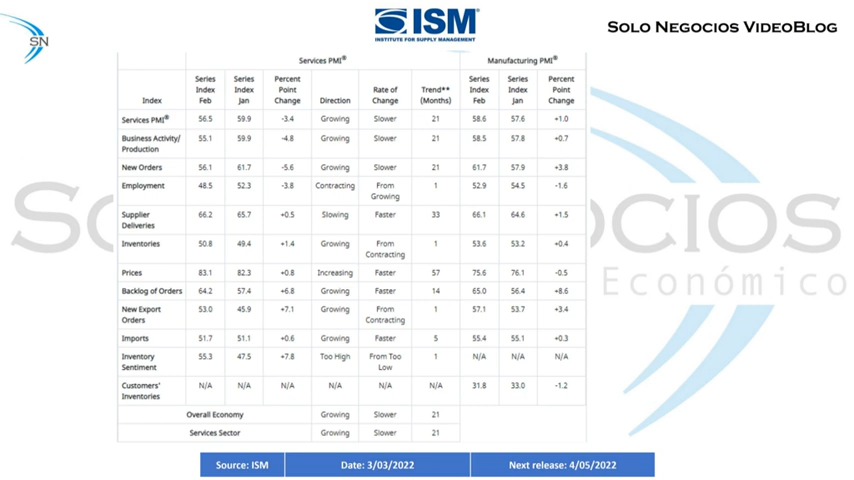 SN
ISM®
INSTITUTE FOR SUPPLY MANAGEMENT
SOLO NEGOCIOS VIDEOBLOG
Services PMI® Manufacturing PMI®
Index Series Index Feb Series Index Jan Percent Point Change Direction Rate of Change Trend** (Months) Series Index Feb Series Index Jan Percent Point Change
Services PMI® 56.5 59.9 -3.4 Growing Slower 21 58.6 57.6 +1.0
Business Activity/ Production 55.1 59.9 -4.8 Growing Slower 21 58.5 57.8 +0.7
New Orders 56.1 61.7 -5.6 Growing Slower 21 61.7 57.9 +3.8
Employment 48.5 52.3 -3.8 Contracting From Growing 1 52.9 54.5 -1.6
Supplier Deliveries 66.2 65.7 +0.5 Slowing Faster 33 66.1 64.6 +1.5
Inventories 50.8 49.4 +1.4 Growing From Contracting 1 53.6 53.2 +0.4
Prices 83.1 82.3 +0.8 Increasing Faster 57 75.6 76.1 -0.5
Backlog of Orders 64.2 57.4 +6.8 Growing Faster 14 65.0 56.4 +8.6
New Export Orders 53.0 45.9 +7.1 Growing From Contracting 1 57.1 53.7 +3.4
Imports 51.7 51.1 +0.6 Growing Faster 5 55.4 55.1 +0.3
Inventory Sentiment 55.3 47.5 +7.8 Too High From Too Low 1 N/A N/A N/A
Customers' Inventories N/A N/A N/A N/A N/A N/A 31.8 33.0 -1.2
Overall Economy Growing Slower 21
Services Sector Growing Slower 21
Económico
Source: ISM Date: 3/03/2022 Next release: 4/05/2022